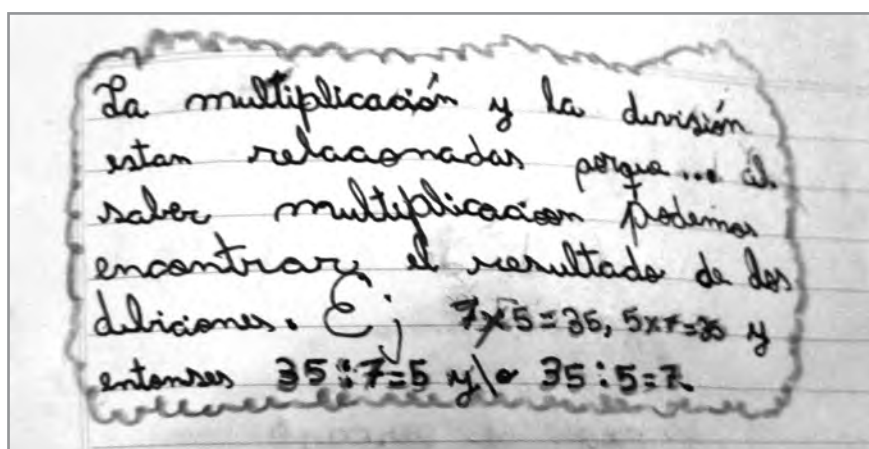 La multiplicación y la división
estan relacionadas porque... al
saber multiplicacioon podemos
encontrar el resultado de dos
diviciones. Ej 7x5=35, 5x7=35 y
entonses 35:7=5 y\o 35:5=7